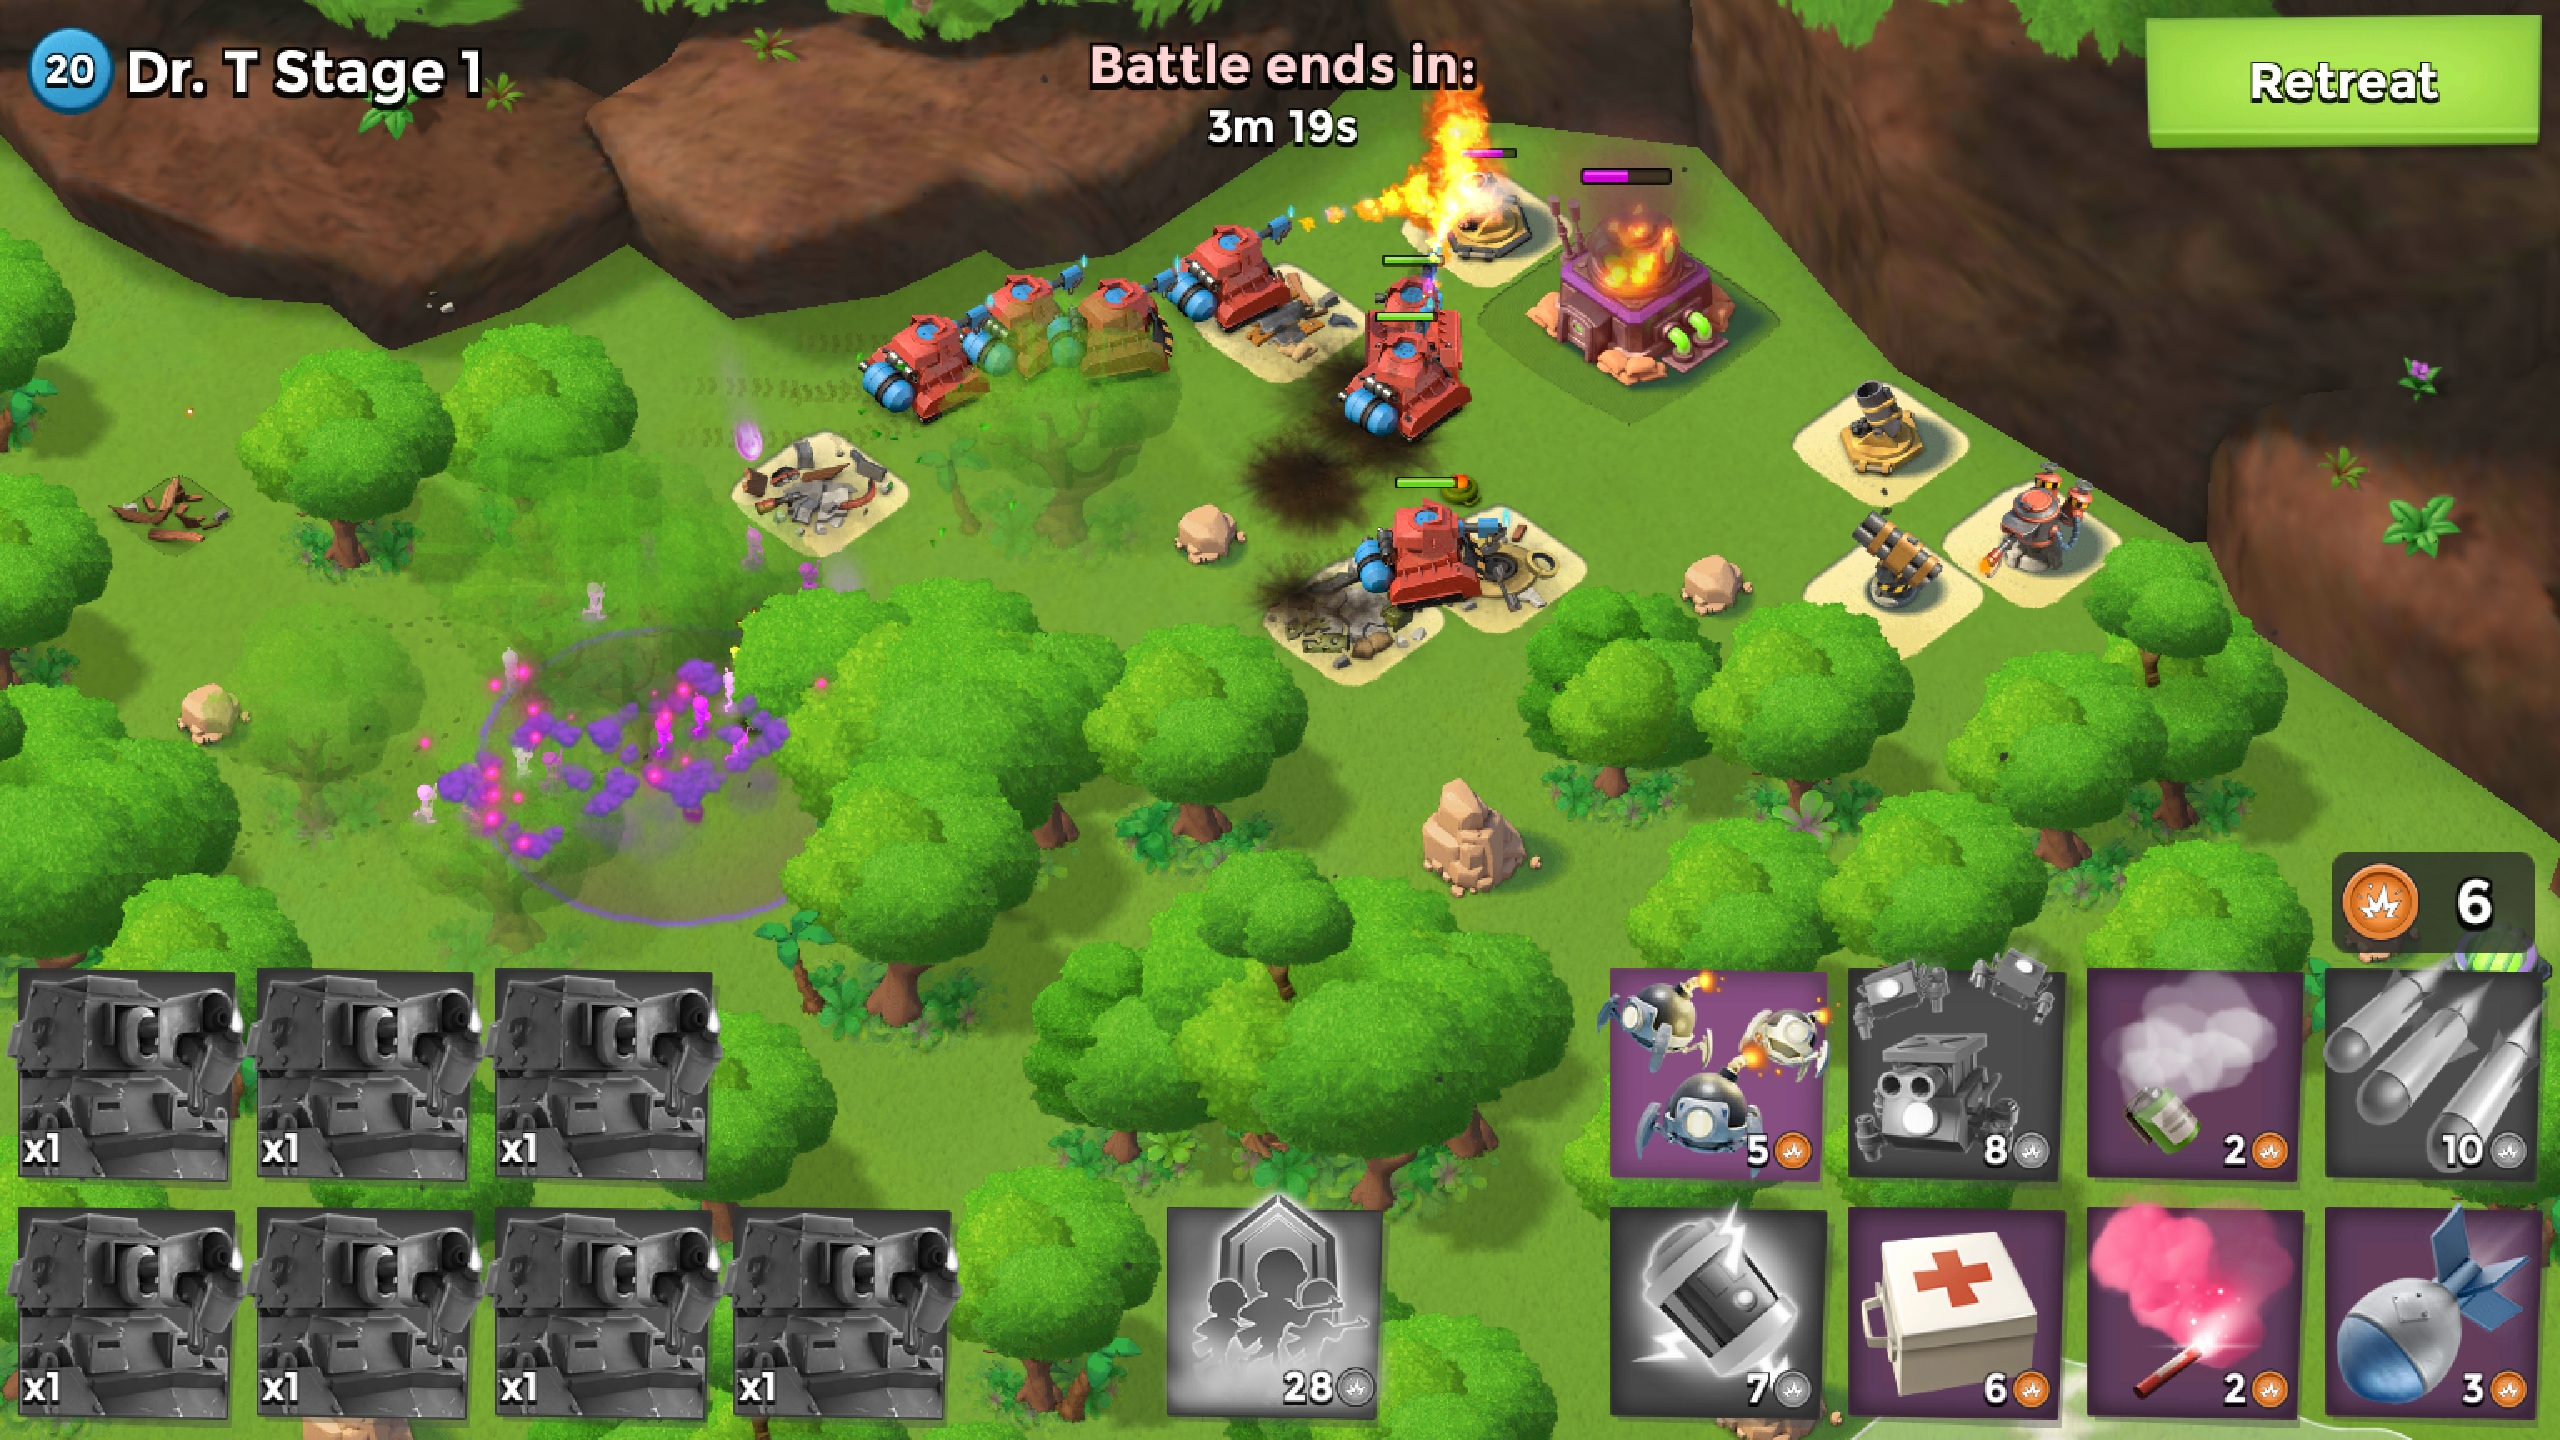 20 Dr. T Stage 1
Battle ends in:
3m 19s
Retreat
6
x1 x1 x1
5 8 2 10
x1 x1 x1 x1
28
7 6 2 3